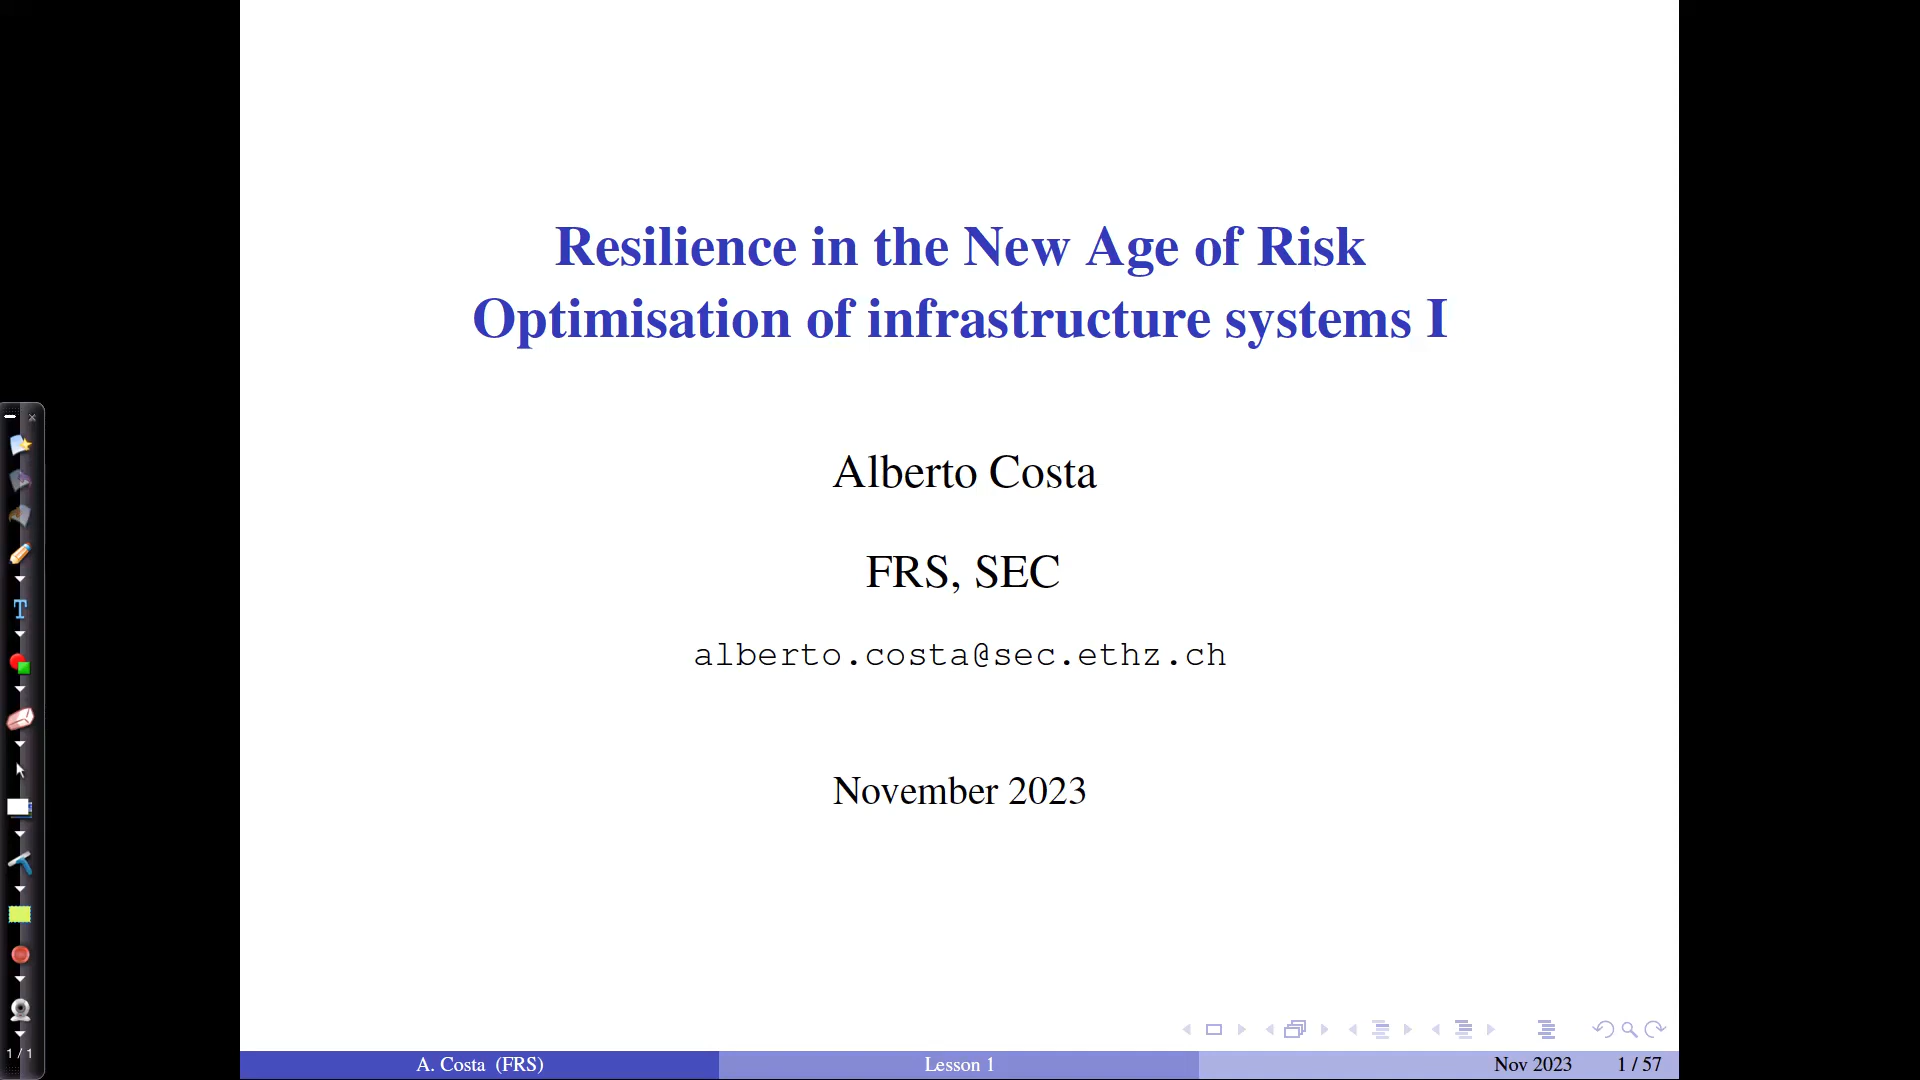 Resilience in the New Age of Risk
Optimisation of infrastructure systems I
Alberto Costa
FRS, SEC
alberto.costa@sec.ethz.ch
November 2023
A. Costa (FRS)
Lesson 1
Nov 2023
1 / 57
1 / 1